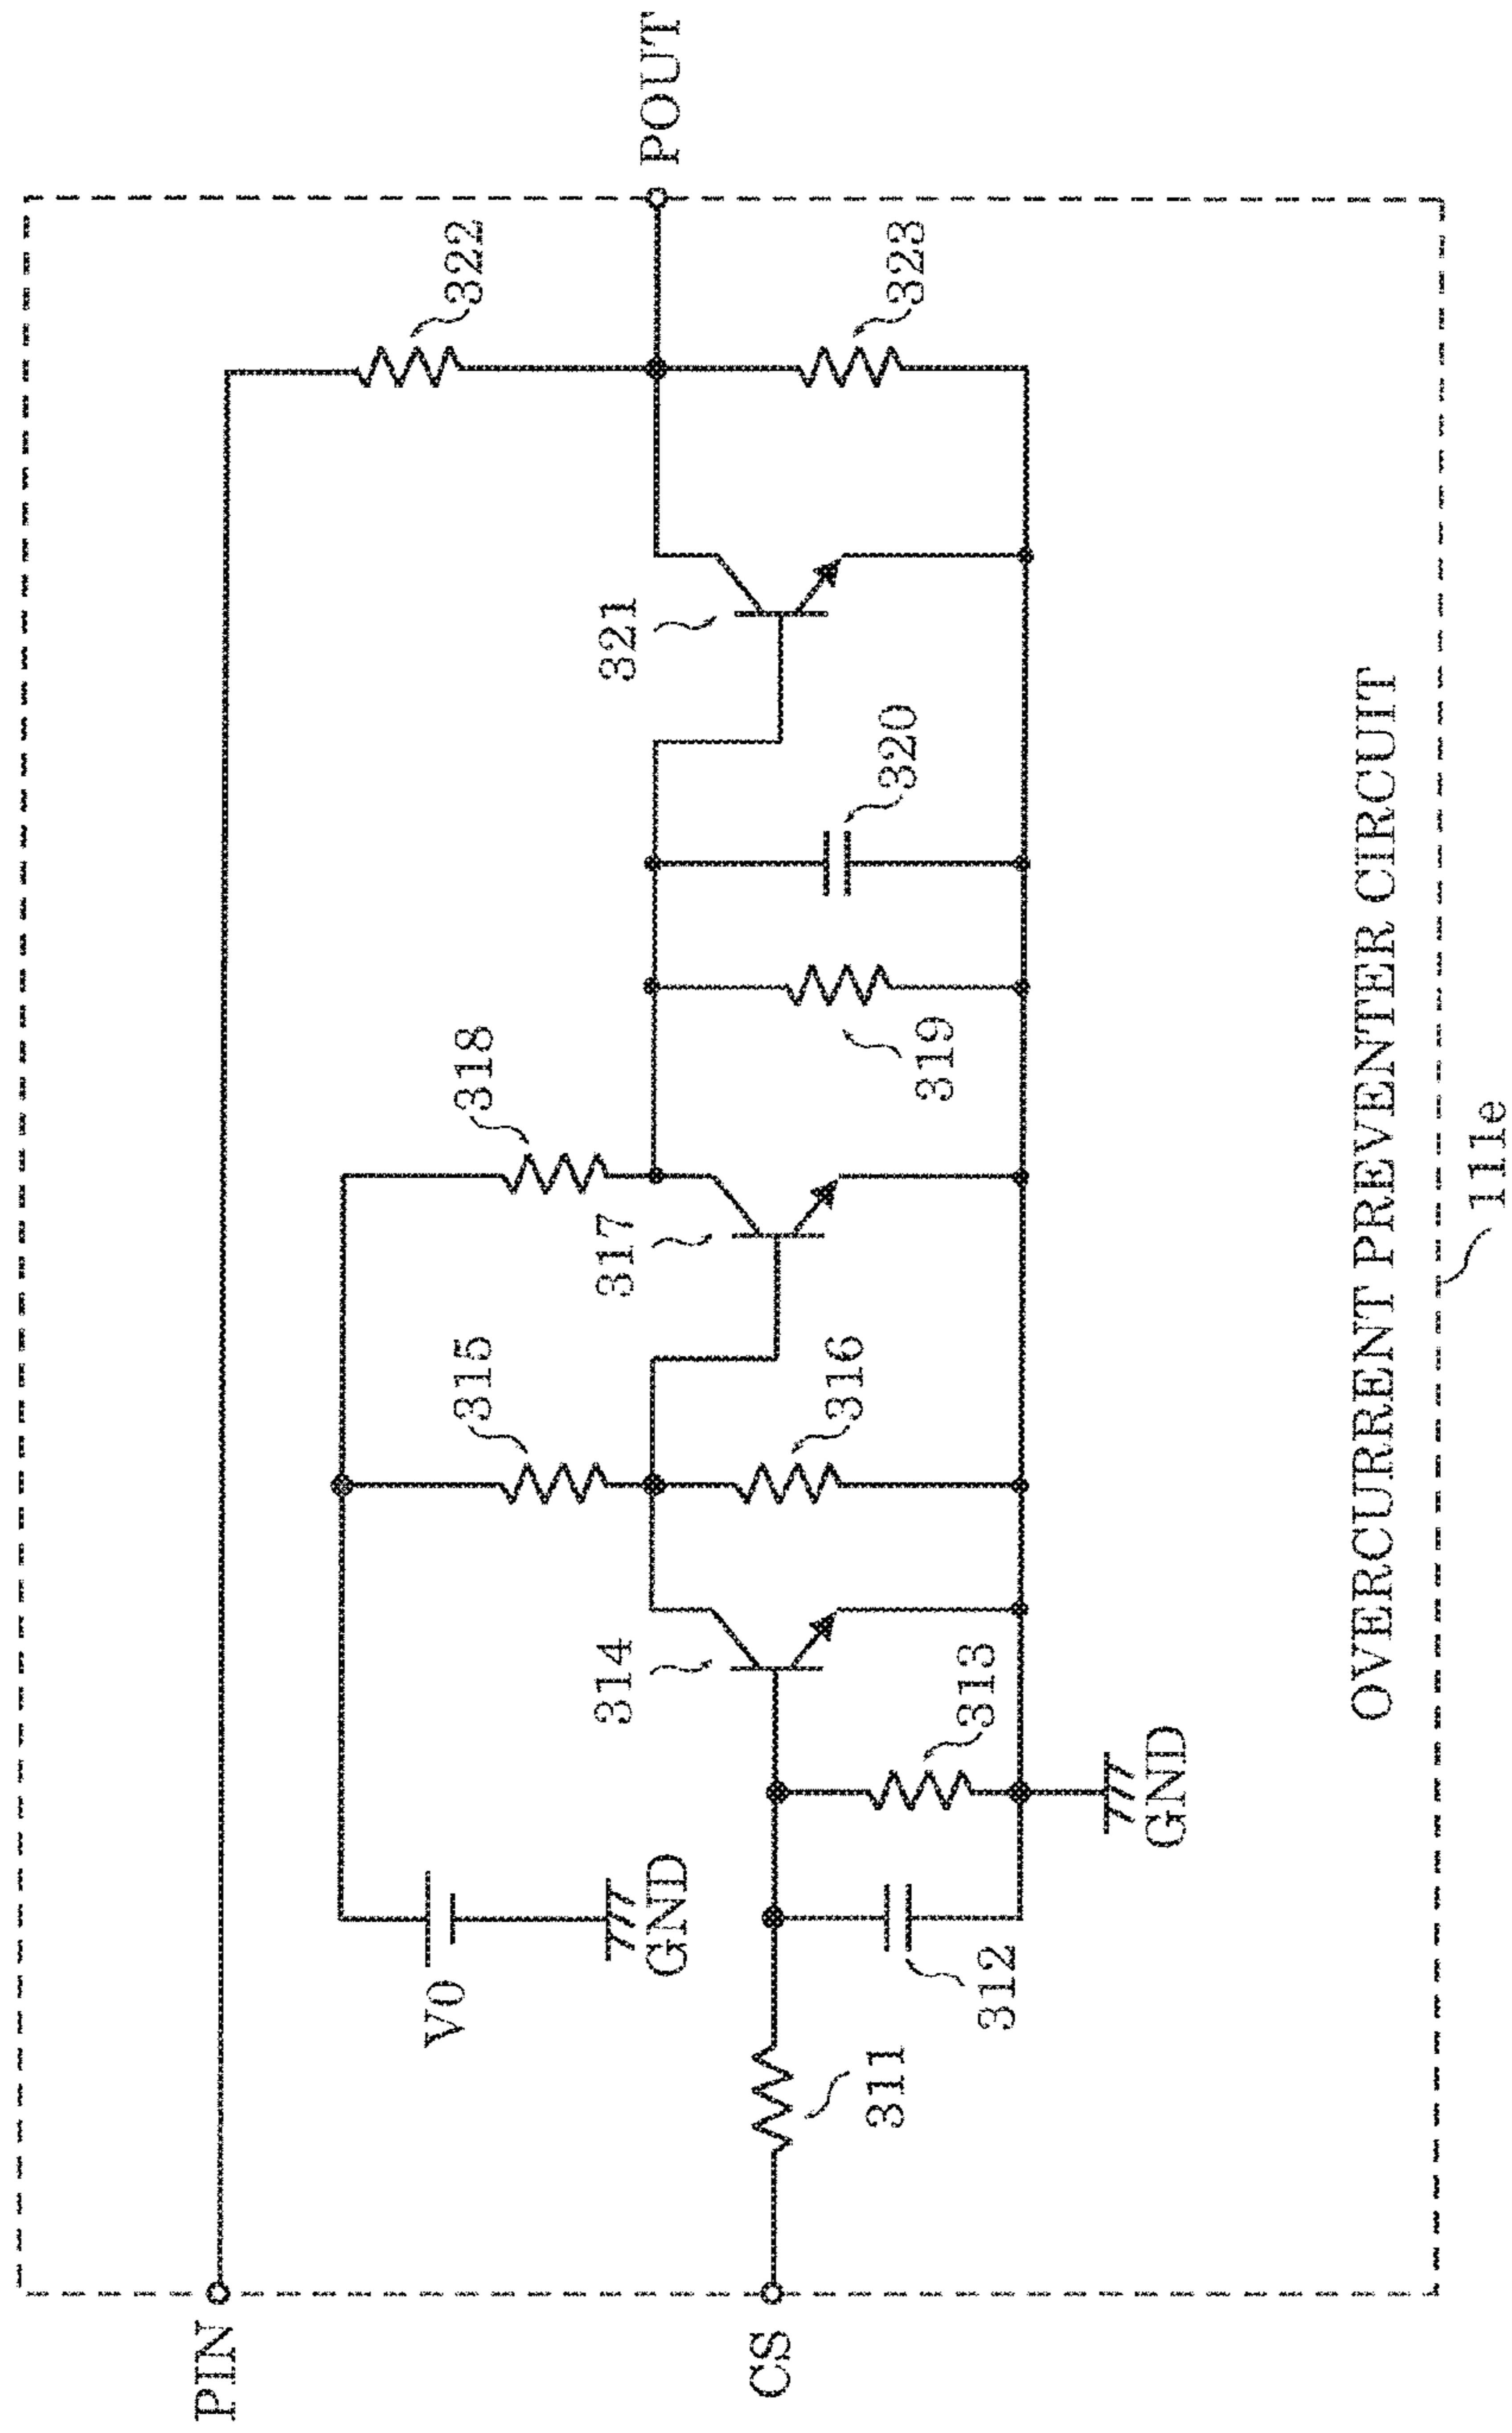 PIN
POUT
322
V0
GND
315
318
314
317
321
CS
311
312
313
316
319
320
323
GND
OVERCURRENT PREVENTER CIRCUIT
111e